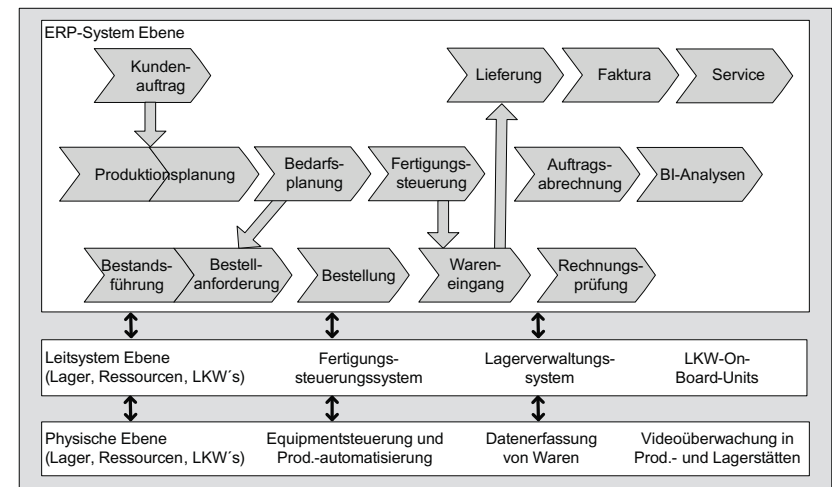 ERP-System Ebene
Kunden-
auftrag
Lieferung
Faktura
Service
Produktionsplanung
Bedarfs-
planung
Fertigungs-
steuerung
Auftrags-
abrechnung
BI-Analysen
Bestands-
führung
Bestell-
anforderung
Bestellung
Waren-
eingang
Rechnungs-
prüfung
Leitsystem Ebene
(Lager, Ressourcen, LKW´s)
Fertigungs-
steuerungssystem
Lagerverwaltungs-
system
LKW-On-
Board-Units
Physische Ebene
(Lager, Ressourcen, LKW´s)
Equipmentsteuerung und
Prod.-automatisierung
Datenerfassung
von Waren
Videoüberwachung in
Prod.- und Lagerstätten